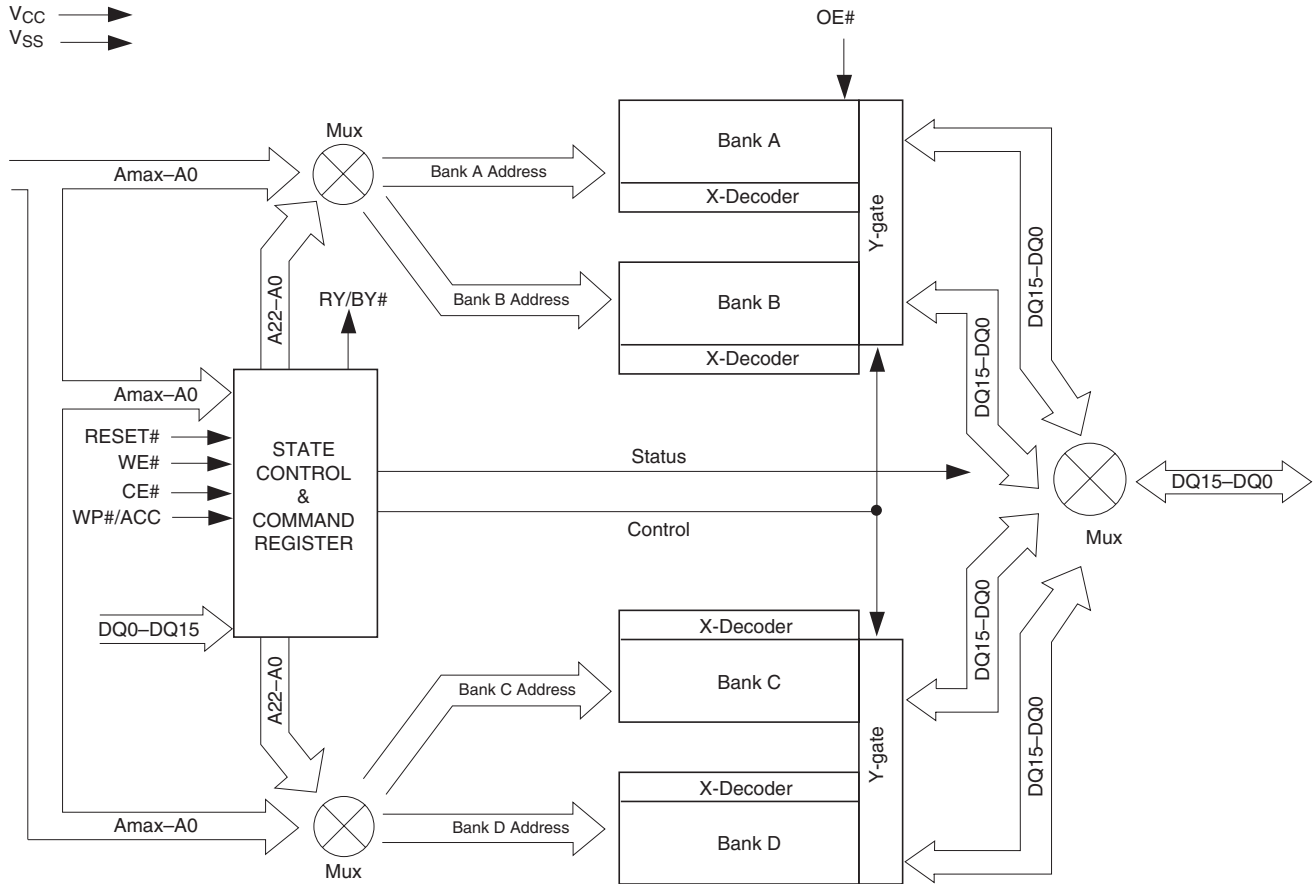 VCC
VSS
OE#
Mux
Bank A
Amax–A0
Bank A Address
X-Decoder
Y-gate
DQ15–DQ0
A22–A0
RY/BY#
Bank B Address
Bank B
X-Decoder
DQ15–DQ0
Amax–A0
RESET#
WE#
CE#
WP#/ACC
STATE
CONTROL
&
COMMAND
REGISTER
Status
Control
DQ15–DQ0
Mux
DQ0–DQ15
A22–A0
X-Decoder
Bank C Address
Bank C
Y-gate
DQ15–DQ0
DQ15–DQ0
X-Decoder
Amax–A0
Bank D Address
Bank D
Mux